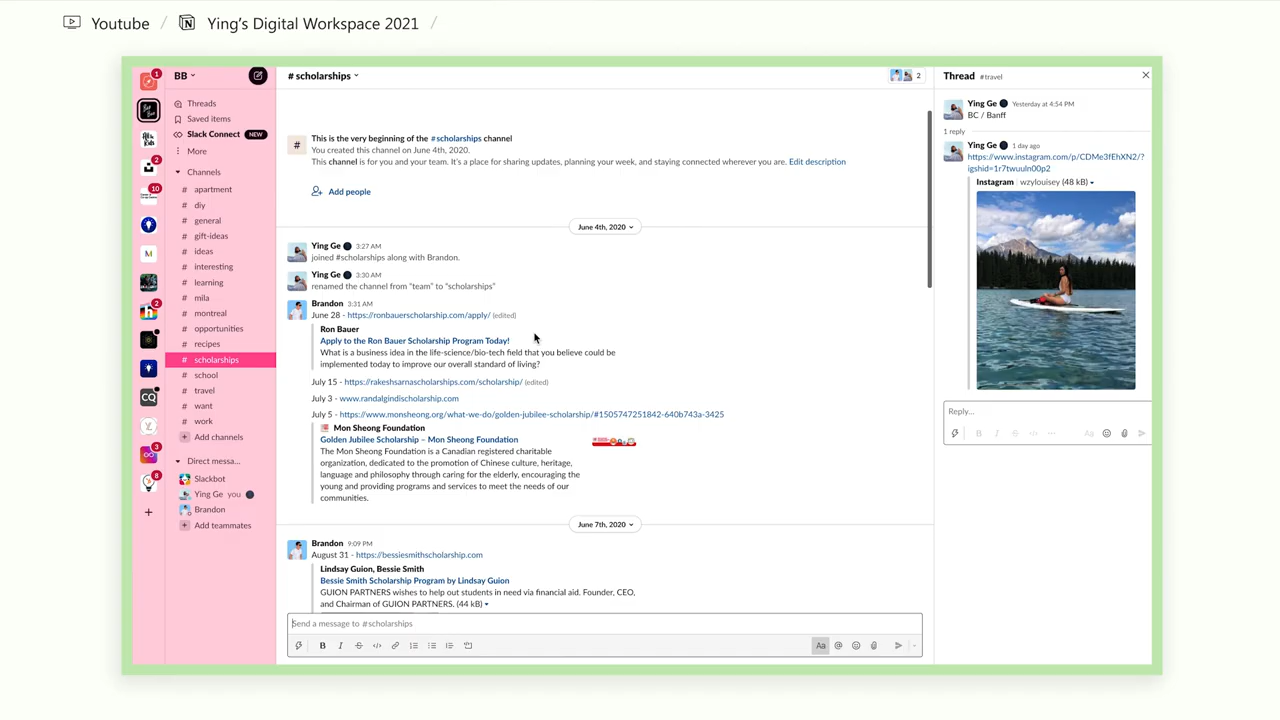 Youtube / Ying's Digital Workspace 2021 /
BB
Threads
Saved items
Slack Connect NEW
More
Channels
# apartment
# diy
# general
# gift-ideas
# ideas
# interesting
# learning
# mila
# montreal
# opportunities
# recipes
# scholarships
# school
# travel
# want
# work
+ Add channels
Direct messa...
Slackbot
Ying Ge you
Brandon
+ Add teammates
1
2
10
2
3
8
CQ
M
# scholarships
2
This is the very beginning of the #scholarships channel
You created this channel on June 4th, 2020.
This channel is for you and your team. It's a place for sharing updates, planning your week, and staying connected wherever you are. Edit description
Add people
June 4th, 2020
Ying Ge 3:27 AM
joined #scholarships along with Brandon.
Ying Ge 3:30 AM
renamed the channel from "team" to "scholarships"
Brandon 3:31 AM
June 28 - https://ronbauerscholarship.com/apply/ (edited)
Ron Bauer
Apply to the Ron Bauer Scholarship Program Today!
What is a business idea in the life-science/bio-tech field that you believe could be
implemented today to improve our overall standard of living?
July 15 - https://rakeshsarnascholarships.com/scholarship/ (edited)
July 3 - www.randalgindischolarship.com
July 5 - https://www.monsheong.org/what-we-do/golden-jubilee-scholarship/#1505747251842-640b743a-3425
Mon Sheong Foundation
Golden Jubilee Scholarship – Mon Sheong Foundation
The Mon Sheong Foundation is a Canadian registered charitable
organization, dedicated to the promotion of Chinese culture, heritage,
language and philosophy through caring for the elderly, encouraging the
young and providing programs and services to meet the needs of our
communities.
June 7th, 2020
Brandon 9:09 PM
August 31 - https://bessiesmithscholarship.com
Lindsay Guion, Bessie Smith
Bessie Smith Scholarship Program by Lindsay Guion
GUION PARTNERS wishes to help out students in need via financial aid. Founder, CEO,
and Chairman of GUION PARTNERS. (44 kB)
Send a message to #scholarships
Thread #travel
Ying Ge Yesterday at 4:54 PM
BC / Banff
1 reply
Ying Ge 1 day ago
https://www.instagram.com/p/CDMe3fEhXN2/?
igshid=1r7twuuln00p2
Instagram | wzylouisey (48 kB)
Reply...